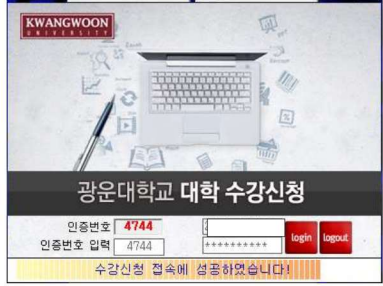 KWANGWOON
UNIVERSITY
광운대학교 대학 수강신청
인증번호 4744
인증번호 입력 4744 ********** login logout
수강신청 접속에 성공하였습니다!